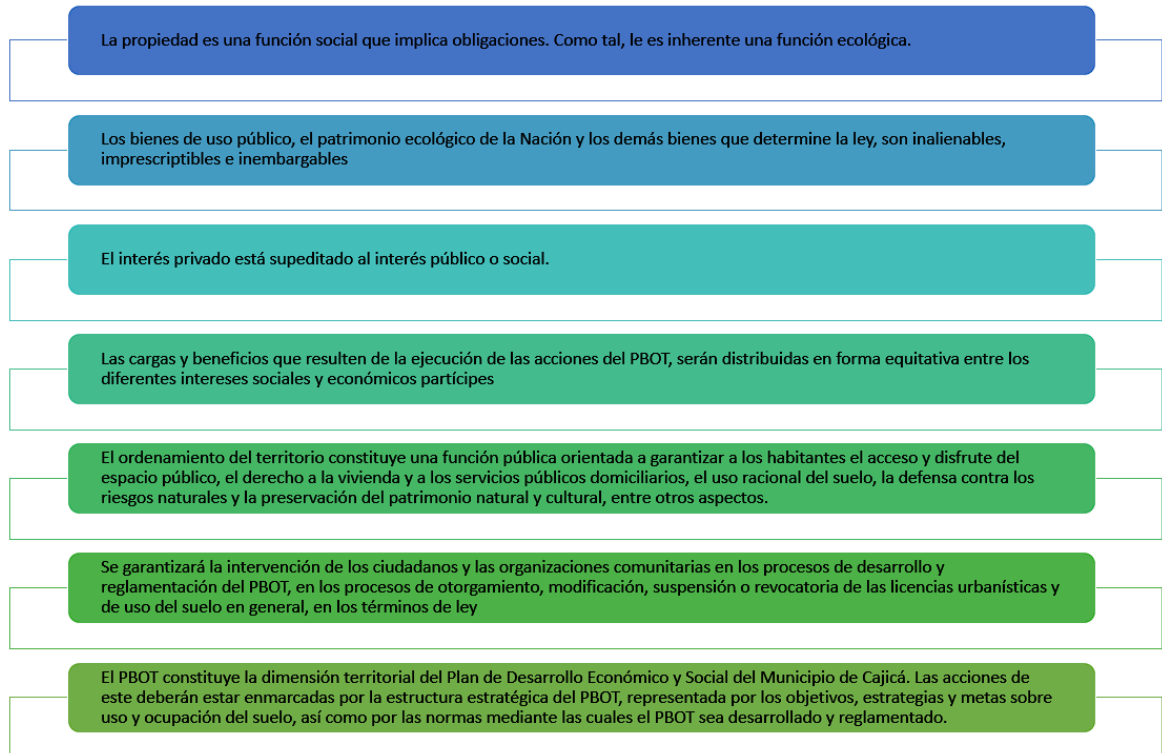 La propiedad es una función social que implica obligaciones. Como tal, le es inherente una función ecológica.
Los bienes de uso público, el patrimonio ecológico de la Nación y los demás bienes que determine la ley, son inalienables,
imprescriptibles e inembargables
El interés privado está supeditado al interés público o social.
Las cargas y beneficios que resulten de la ejecución de las acciones del PBOT, serán distribuidas en forma equitativa entre los
diferentes intereses sociales y económicos partícipes
El ordenamiento del territorio constituye una función pública orientada a garantizar a los habitantes el acceso y disfrute del
espacio público, el derecho a la vivienda y a los servicios públicos domiciliarios, el uso racional del suelo, la defensa contra los
riesgos naturales y la preservación del patrimonio natural y cultural, entre otros aspectos.
Se garantizará la intervención de los ciudadanos y las organizaciones comunitarias en los procesos de desarrollo y
reglamentación del PBOT, en los procesos de otorgamiento, modificación, suspensión o revocatoria de las licencias urbanísticas y
de uso del suelo en general, en los términos de ley
El PBOT constituye la dimensión territorial del Plan de Desarrollo Económico y Social del Municipio de Cajicá. Las acciones de
este deberán estar enmarcadas por la estructura estratégica del PBOT, representada por los objetivos, estrategias y metas sobre
uso y ocupación del suelo, así como por las normas mediante las cuales el PBOT sea desarrollado y reglamentado.